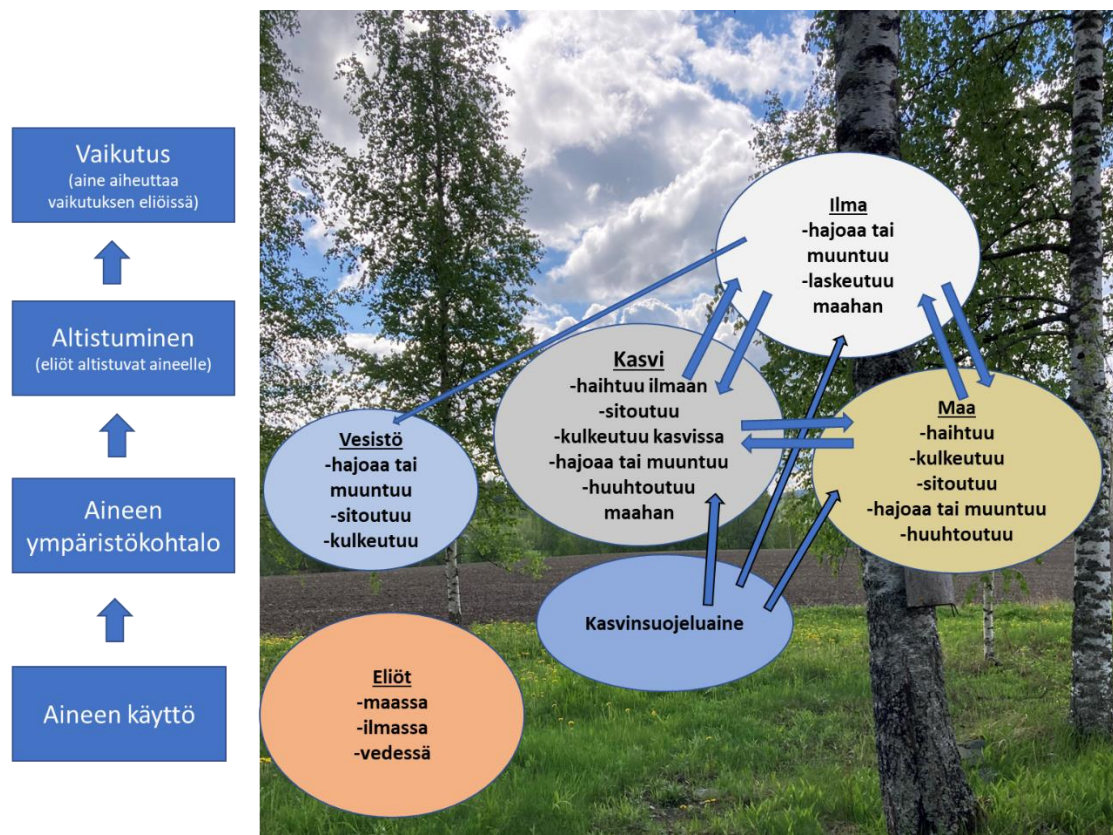 Vaikutus
(aine aiheuttaa
vaikutuksen eliöissä)
Altistuminen
(eliöt altistuvat aineelle)
Aineen
ympäristökohtalo
Aineen käyttö
Ilma
-hajoaa tai
muuntuu
-laskeutuu
maahan
Kasvi
-haihtuu ilmaan
-sitoutuu
-kulkeutuu kasvissa
-hajoaa tai muuntuu
-huuhtoutuu
maahan
Maa
-haihtuu
-kulkeutuu
-sitoutuu
-hajoaa tai muuntuu
-huuhtoutuu
Vesistö
-hajoaa tai
muuntuu
-sitoutuu
-kulkeutuu
Kasvinsuojeluaine
Eliöt
-maassa
-ilmassa
-vedessä